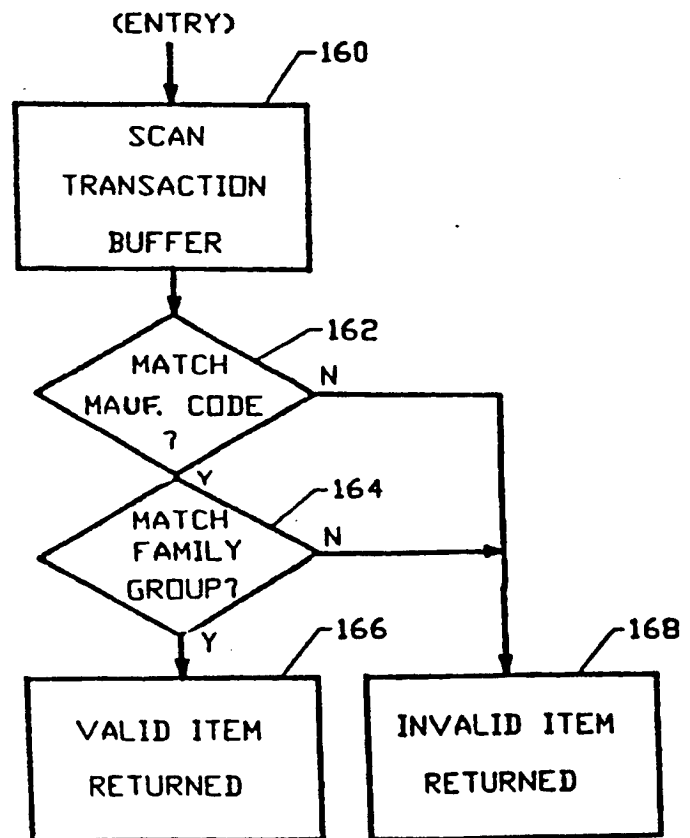 (ENTRY)
160
SCAN
TRANSACTION
BUFFER
162
MATCH
MAUF. CODE
?
N
Y
164
MATCH
FAMILY
GROUP?
N
Y
166
VALID ITEM
RETURNED
168
INVALID ITEM
RETURNED